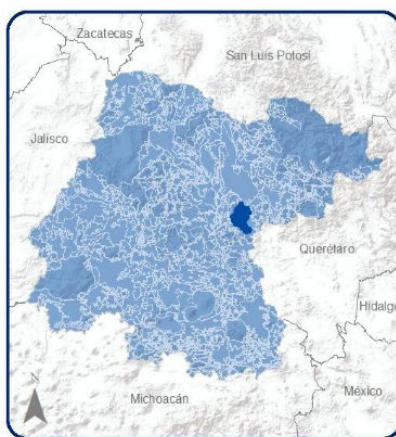 Zacatecas
San Luis Potosí
Jalisco
Querétaro
Hidalgo
México
Michoacán
N